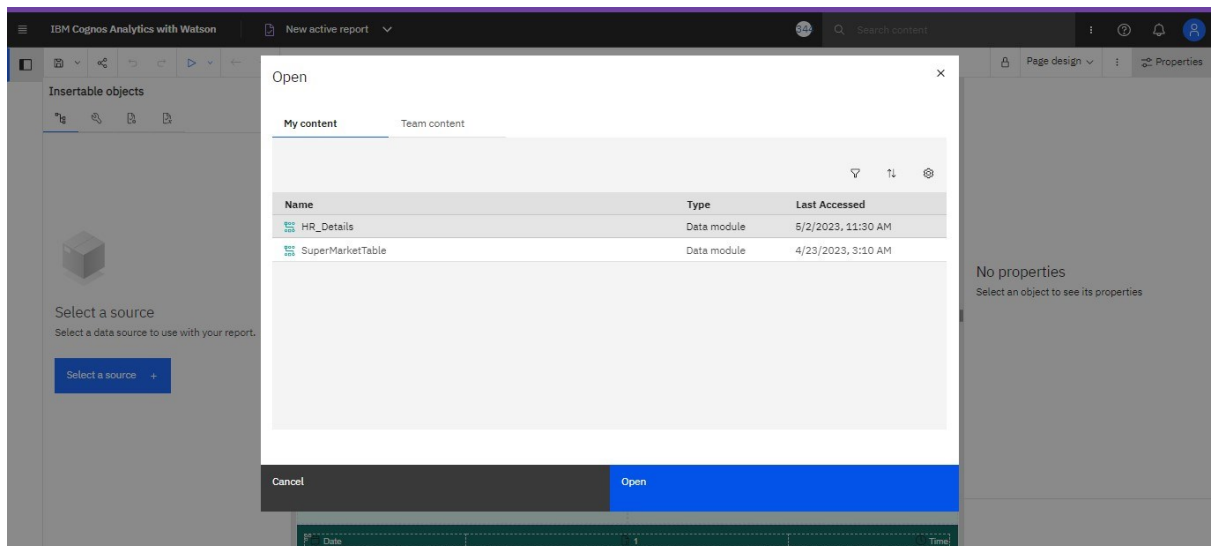 IBM Cognos Analytics with Watson
New active report
Search content
Page design
Properties
Insertable objects
Open
My content Team content
Name Type Last Accessed
HR_Details Data module 5/2/2023, 11:30 AM
SuperMarketTable Data module 4/23/2023, 3:10 AM
Select a source
Select a data source to use with your report.
Select a source +
No properties
Select an object to see its properties
Cancel Open
Date 1 Time